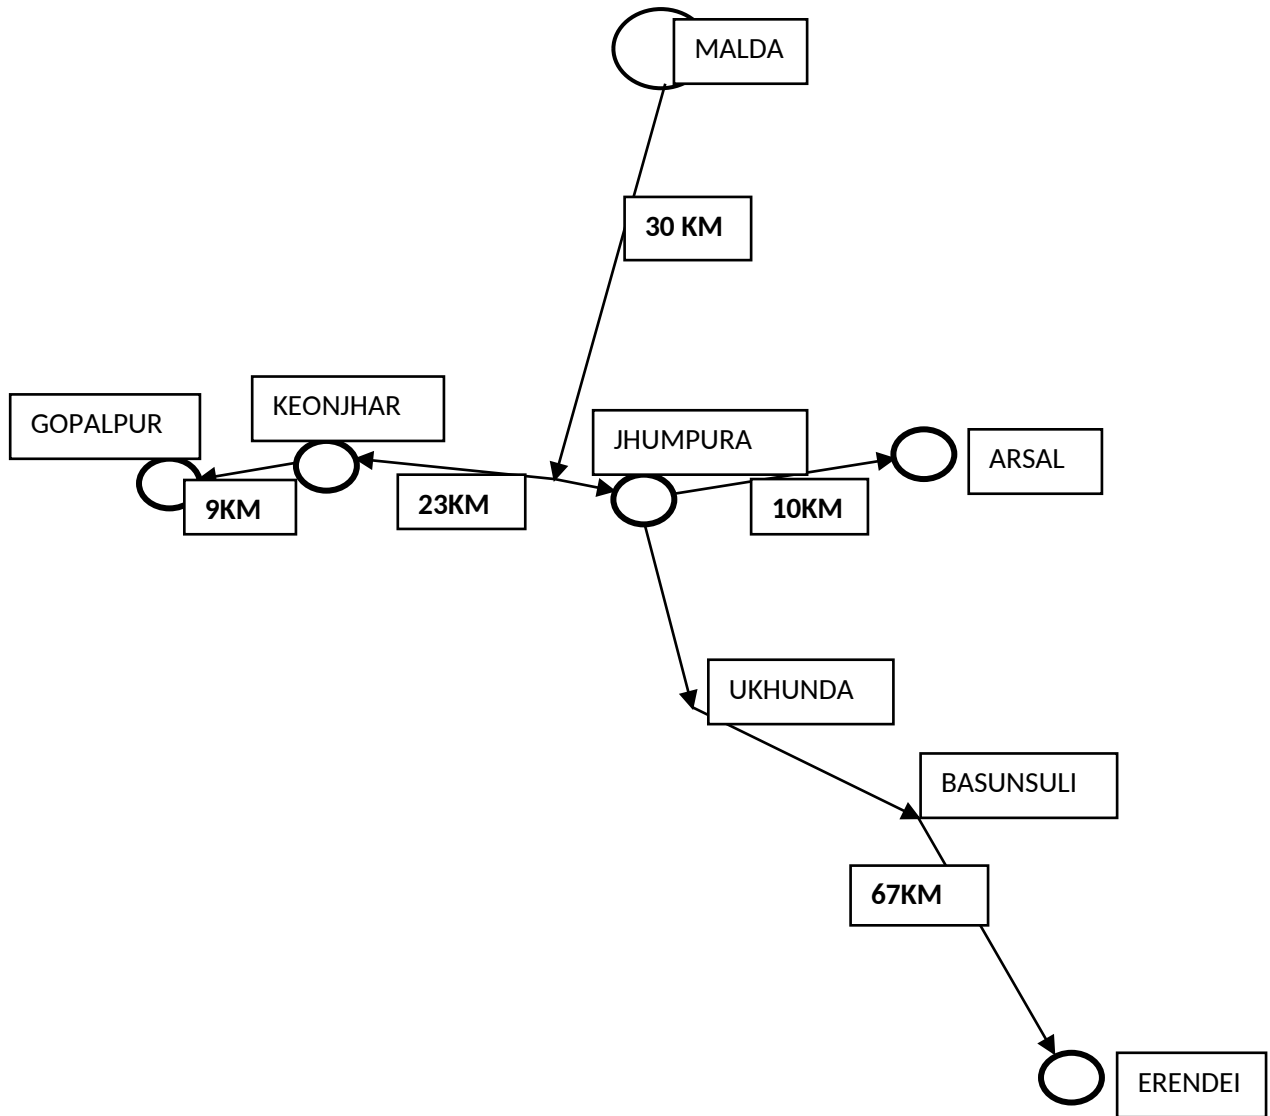 MALDA
30 KM
KEONJHAR
GOPALPUR
JHUMPURA
ARSAL
23KM
9KM
10KM
UKHUNDA
BASUNSULI
67KM
ERENDEI